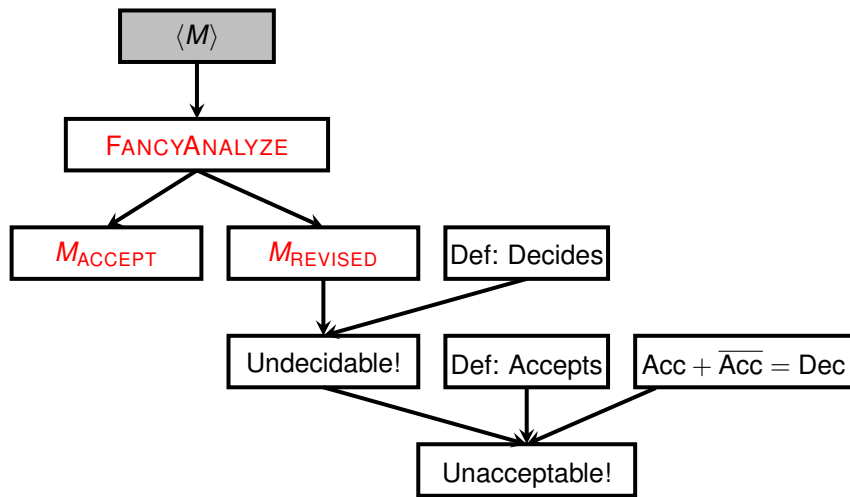 ⟨M⟩
FANCYANALYZE
M_ACCEPT
M_REVISED
Def: Decides
Undecidable!
Def: Accepts
Acc + \overline{Acc} = Dec
Unacceptable!